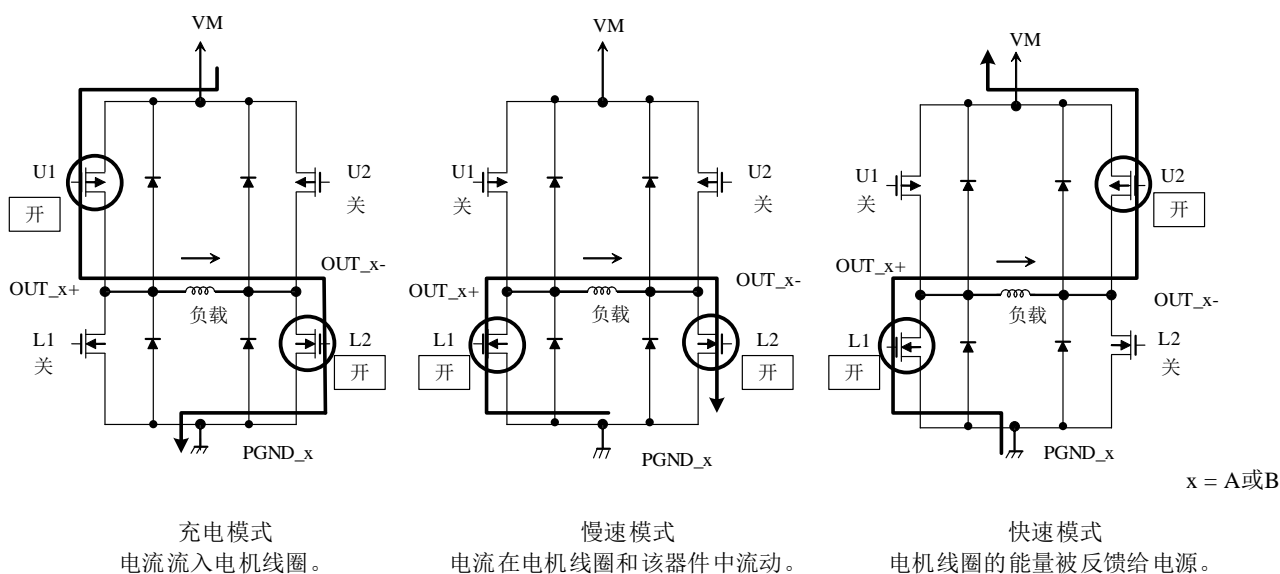 VM
U1
开
U2
关
OUT_x-
OUT_x+
负载
L1
关
L2
开
PGND_x
充电模式
电流流入电机线圈。
VM
U1
关
U2
关
OUT_x-
OUT_x+
负载
L1
开
L2
开
PGND_x
慢速模式
电流在电机线圈和该器件中流动。
VM
U1
关
U2
开
OUT_x+
OUT_x-
负载
L1
开
L2
关
PGND_x
x = A或B
快速模式
电机线圈的能量被反馈给电源。